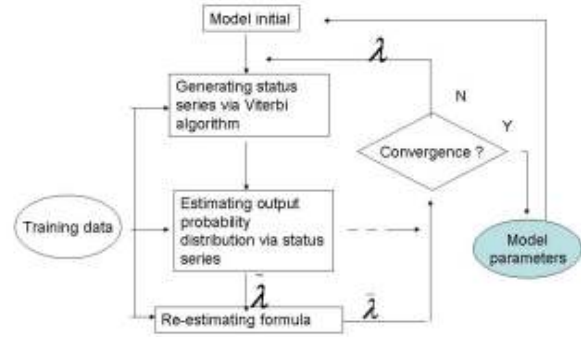 Model initial
λ
Generating status
series via Viterbi
algorithm
N
Y
Convergence ?
Training data
Estimating output
probability
distribution via status
series
Model
parameters
λ̄
λ̄
Re-estimating formula